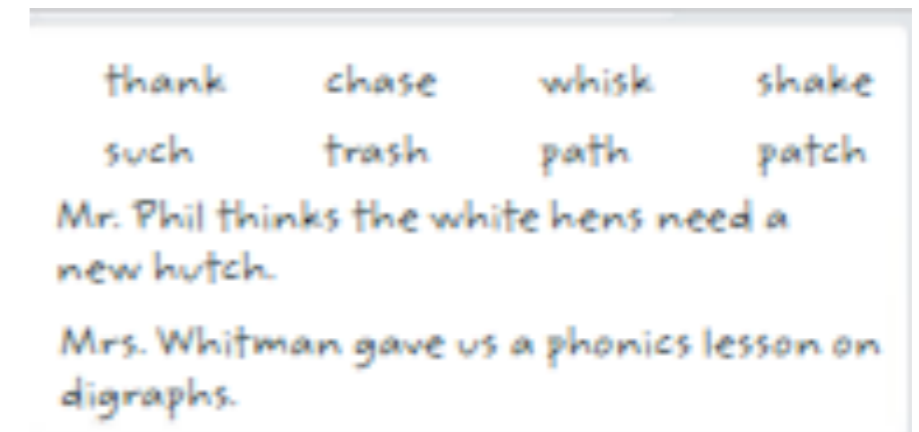 thank chase whisk shake
such trash path patch
Mr. Phil thinks the white hens need a
new hutch.
Mrs. Whitman gave us a phonics lesson on
digraphs.